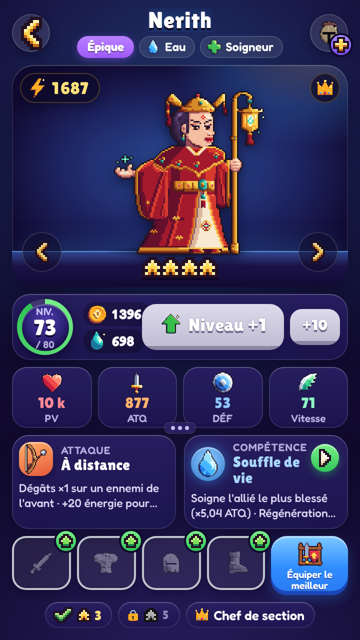 Nerith
Épique
Eau
Soigneur
1687
NIV.
73
/ 80
1396
698
Niveau +1
+10
10 k
PV
877
ATQ
53
DÉF
71
Vitesse
ATTAQUE
À distance
Dégâts ×1 sur un ennemi de
l'avant · +20 énergie pour...
COMPÉTENCE
Souffle de
vie
Soigne l'allié le plus blessé
(×5,04 ATQ) · Régénération...
Équiper le
meilleur
3
5
Chef de section